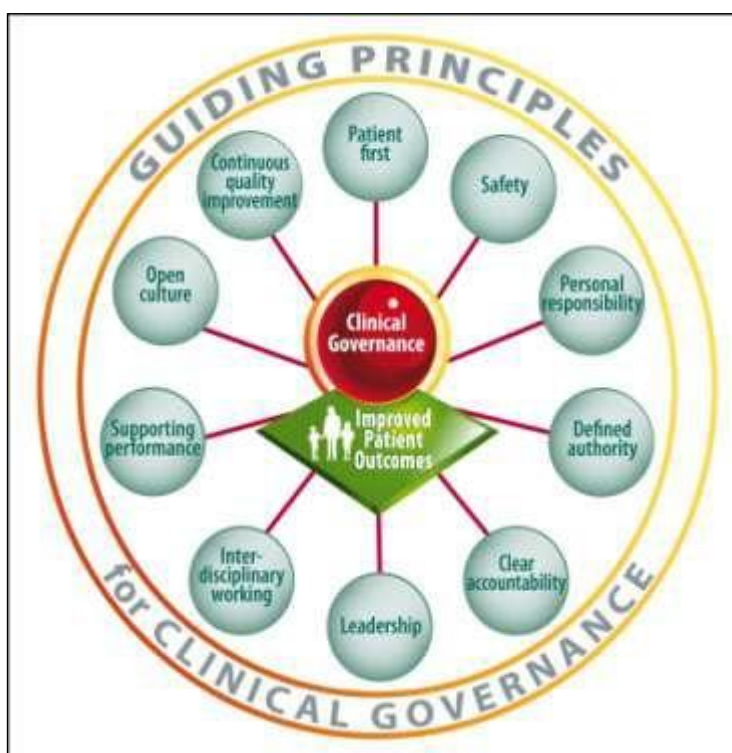 GUIDING PRINCIPLES
Patient
first
Safety
Personal
responsibility
Defined
authority
Clear
accountability
Leadership
Inter-
disciplinary
working
Supporting
performance
Open
culture
Continuous
quality
improvement
Clinical
Governance
Improved
Patient
Outcomes
for CLINICAL GOVERNANCE